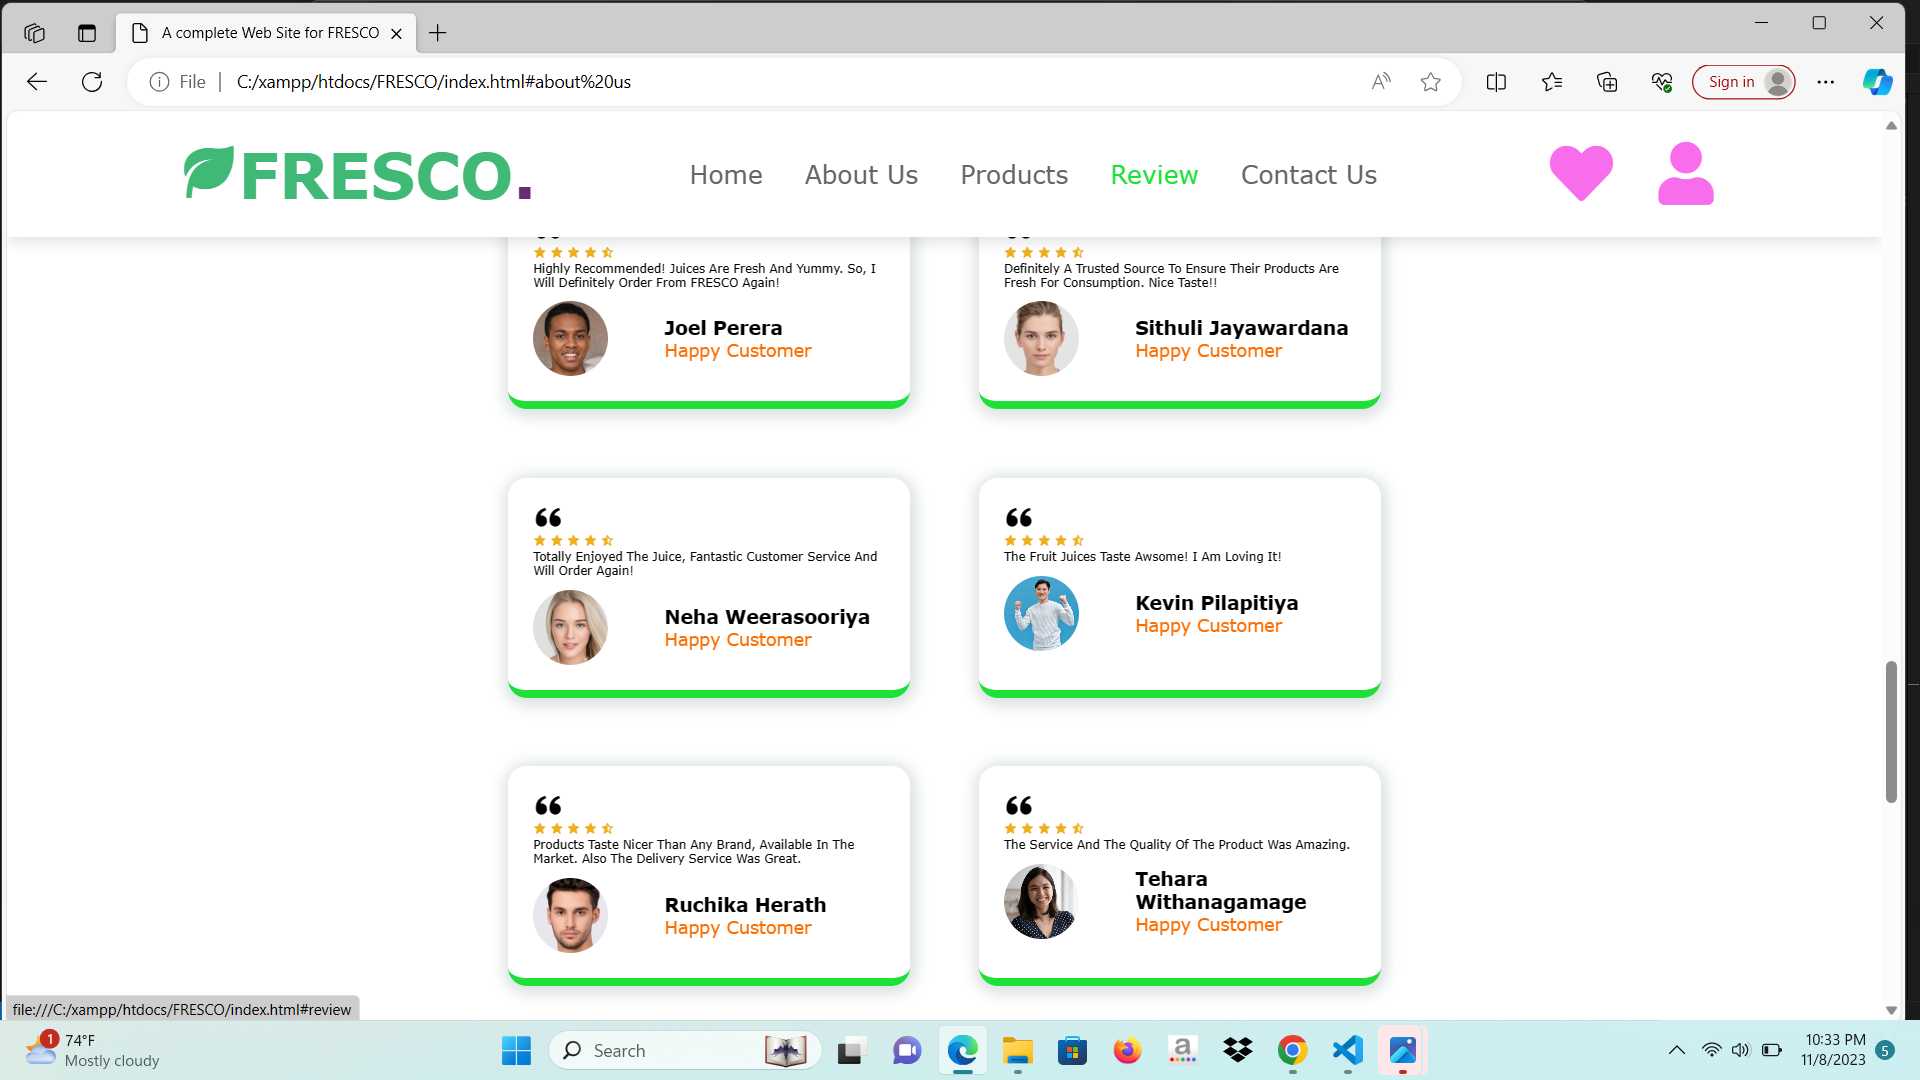 A complete Web Site for FRESCO
File
C:/xampp/htdocs/FRESCO/index.html#about%20us
Sign in
FRESCO.
Home
About Us
Products
Review
Contact Us
Highly Recommended! Juices Are Fresh And Yummy. So, I
Will Definitely Order From FRESCO Again!
Joel Perera
Happy Customer
Definitely A Trusted Source To Ensure Their Products Are
Fresh For Consumption. Nice Taste!!
Sithuli Jayawardana
Happy Customer
Totally Enjoyed The Juice, Fantastic Customer Service And
Will Order Again!
Neha Weerasooriya
Happy Customer
The Fruit Juices Taste Awsome! I Am Loving It!
Kevin Pilapitiya
Happy Customer
Products Taste Nicer Than Any Brand, Available In The
Market. Also The Delivery Service Was Great.
Ruchika Herath
Happy Customer
The Service And The Quality Of The Product Was Amazing.
Tehara
Withanagamage
Happy Customer
file:///C:/xampp/htdocs/FRESCO/index.html#review
1
74°F
Mostly cloudy
Search
a
10:33 PM
11/8/2023
5